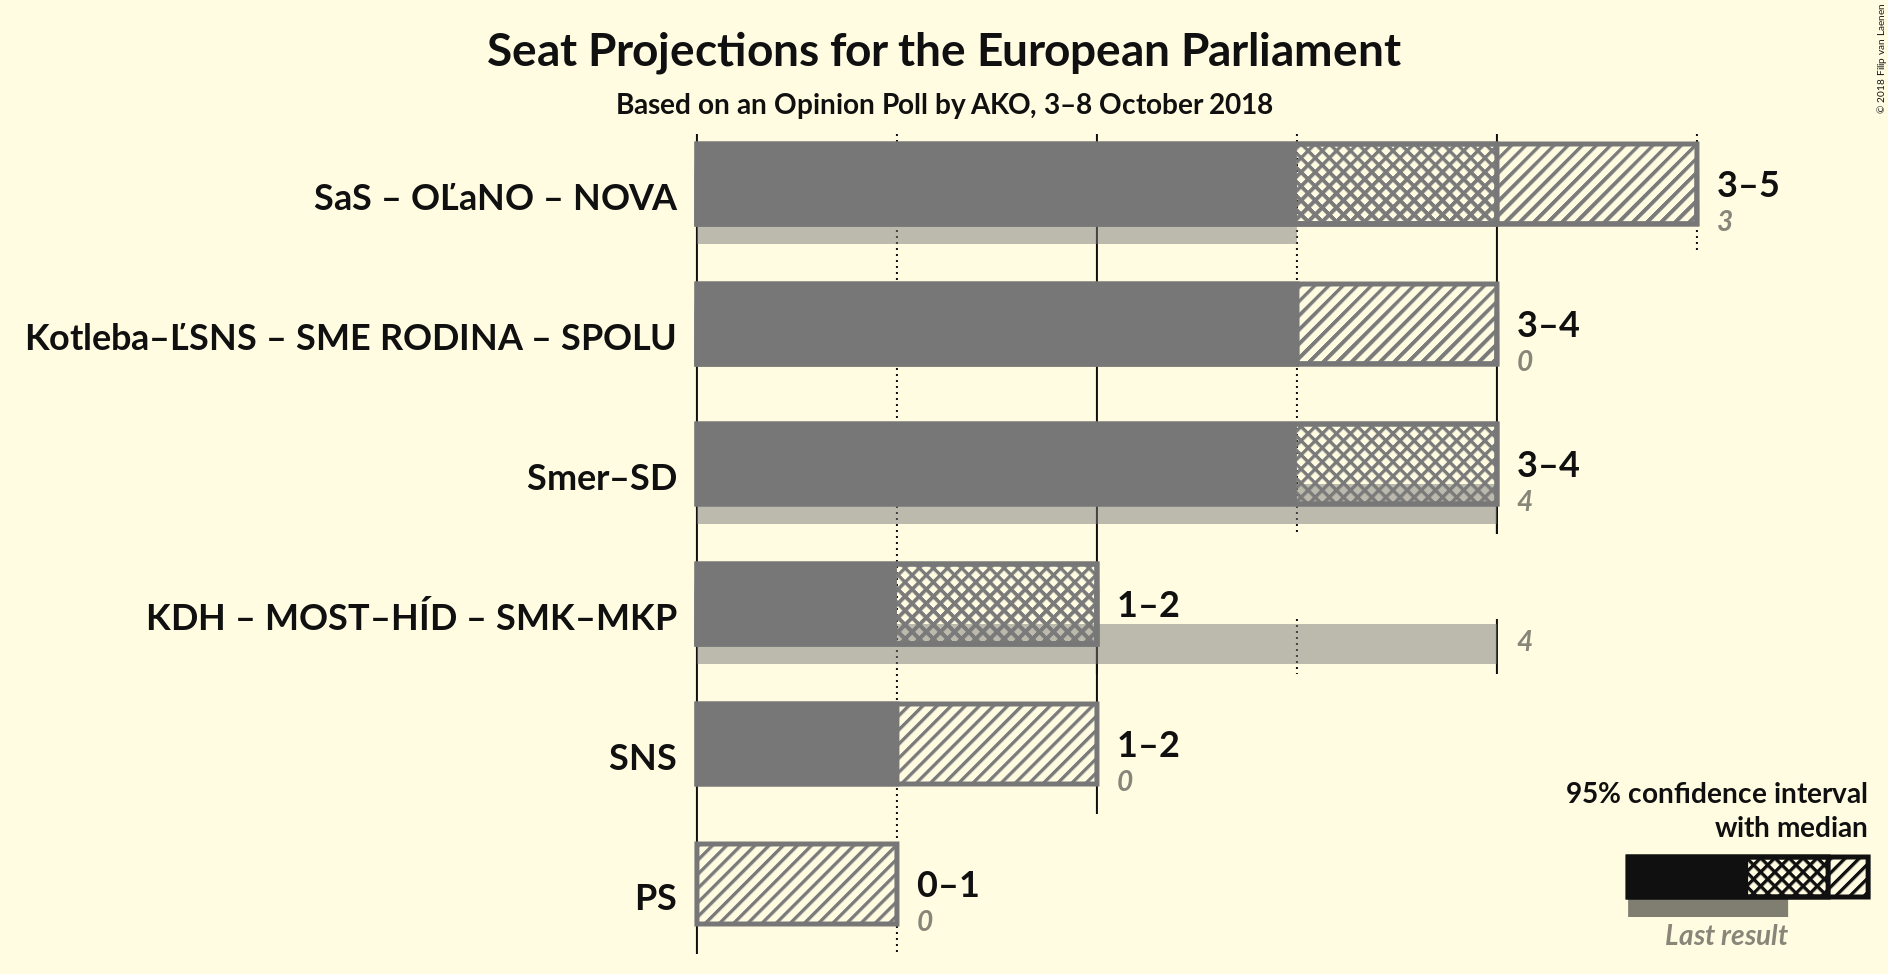 Seat Projections for the European Parliament
Based on an Opinion Poll by AKO, 3–8 October 2018
© 2018 Filip van Laenen
SaS – OĽaNO – NOVA
3–5
3
Kotleba–ĽSNS – SME RODINA – SPOLU
3–4
0
Smer–SD
3–4
4
KDH – MOST–HÍD – SMK–MKP
1–2
4
SNS
1–2
0
PS
0–1
0
95% confidence interval
with median
Last result